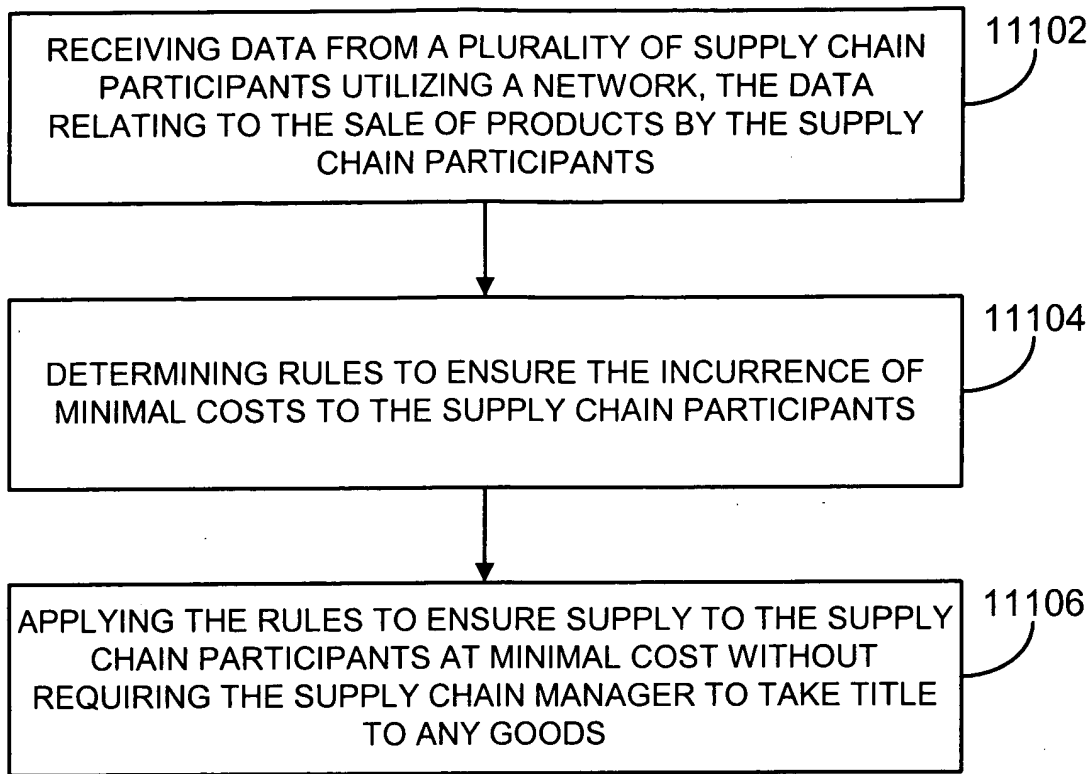 RECEIVING DATA FROM A PLURALITY OF SUPPLY CHAIN
PARTICIPANTS UTILIZING A NETWORK, THE DATA
RELATING TO THE SALE OF PRODUCTS BY THE SUPPLY
CHAIN PARTICIPANTS
11102
DETERMINING RULES TO ENSURE THE INCURRENCE OF
MINIMAL COSTS TO THE SUPPLY CHAIN PARTICIPANTS
11104
APPLYING THE RULES TO ENSURE SUPPLY TO THE SUPPLY
CHAIN PARTICIPANTS AT MINIMAL COST WITHOUT
REQUIRING THE SUPPLY CHAIN MANAGER TO TAKE TITLE
TO ANY GOODS
11106